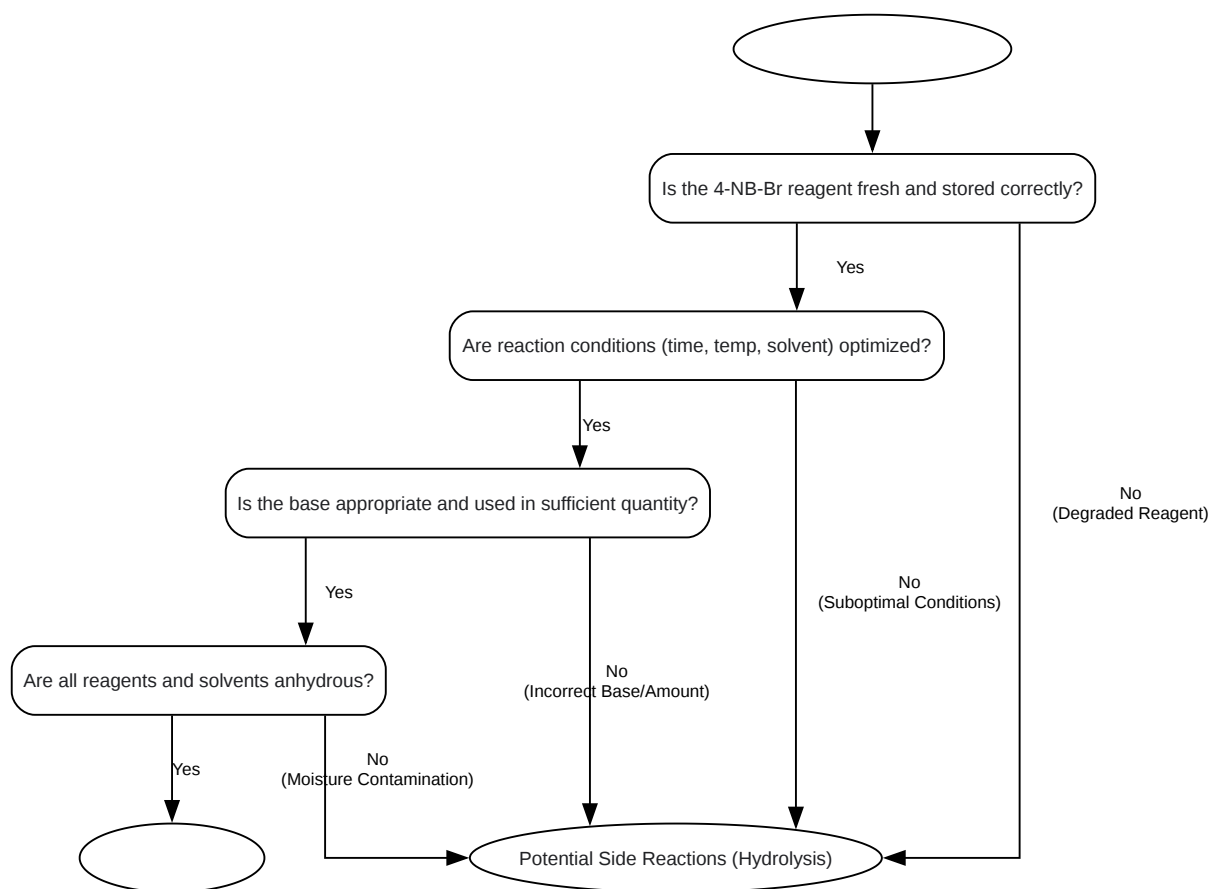 Is the 4-NB-Br reagent fresh and stored correctly?
Yes
Are reaction conditions (time, temp, solvent) optimized?
Yes
Is the base appropriate and used in sufficient quantity?
No
(Degraded Reagent)
Yes
No
(Suboptimal Conditions)
Are all reagents and solvents anhydrous?
No
(Incorrect Base/Amount)
Yes
No
(Moisture Contamination)
Potential Side Reactions (Hydrolysis)